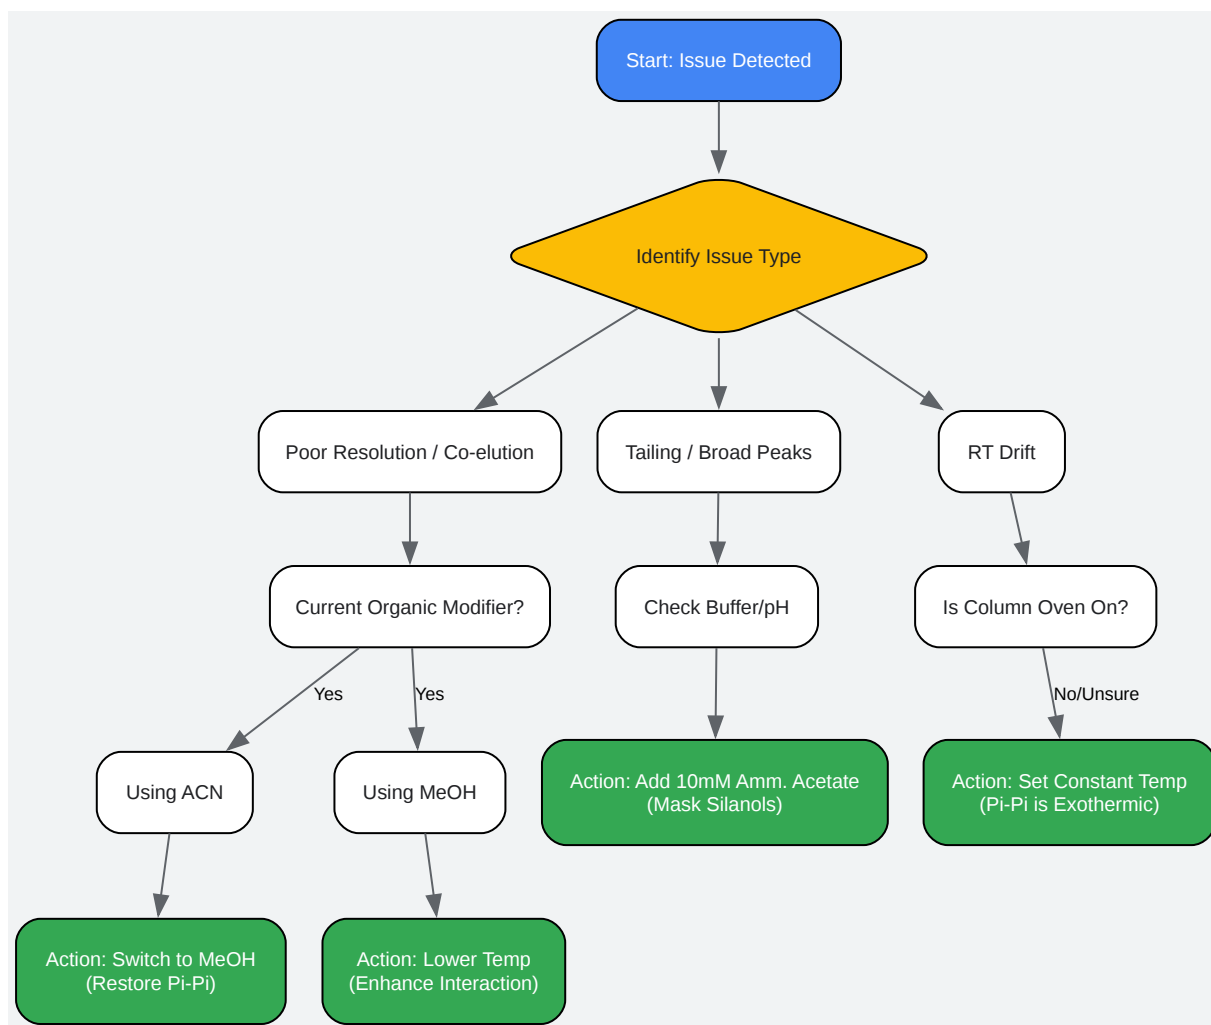 Start: Issue Detected
Identify Issue Type
Poor Resolution / Co-elution
Tailing / Broad Peaks
RT Drift
Current Organic Modifier?
Check Buffer/pH
Is Column Oven On?
Yes
Yes
No/Unsure
Using ACN
Using MeOH
Action: Add 10mM Amm. Acetate
(Mask Silanols)
Action: Set Constant Temp
(Pi-Pi is Exothermic)
Action: Switch to MeOH
(Restore Pi-Pi)
Action: Lower Temp
(Enhance Interaction)